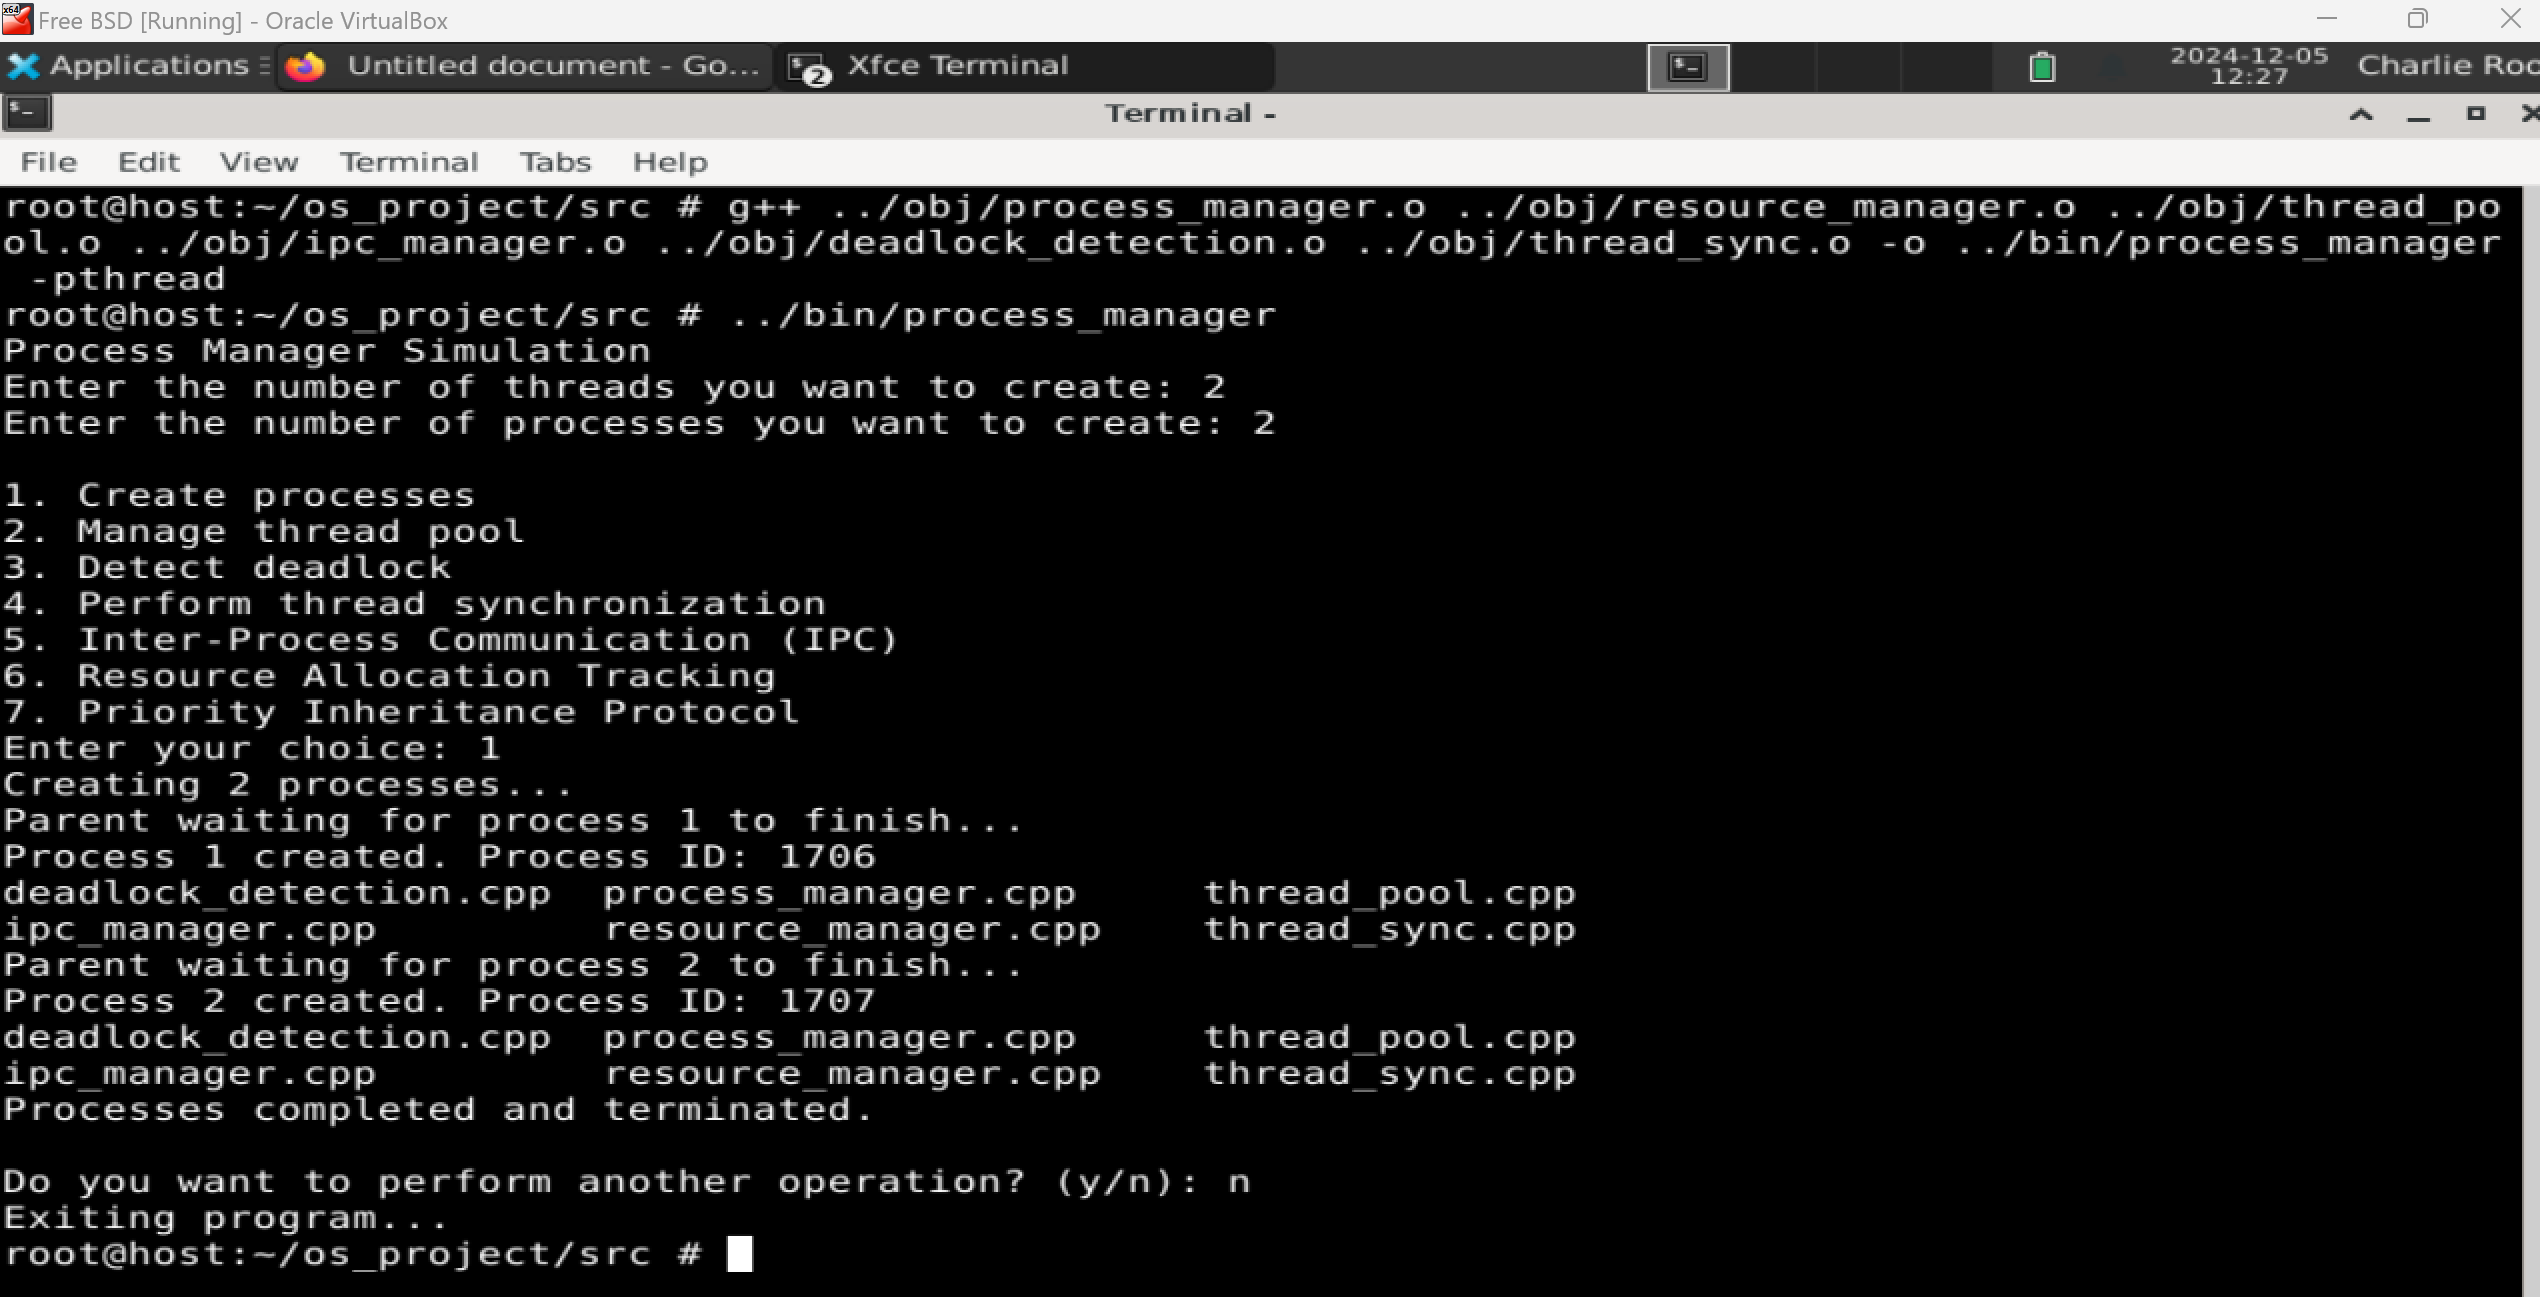 Free BSD [Running] - Oracle VirtualBox
Applications Untitled document - Go... 2 Xfce Terminal 2024-12-05 12:27 Charlie Roo
Terminal -
File Edit View Terminal Tabs Help
root@host:~/os_project/src # g++ ../obj/process_manager.o ../obj/resource_manager.o ../obj/thread_po
ol.o ../obj/ipc_manager.o ../obj/deadlock_detection.o ../obj/thread_sync.o -o ../bin/process_manager
 -pthread
root@host:~/os_project/src # ../bin/process_manager
Process Manager Simulation
Enter the number of threads you want to create: 2
Enter the number of processes you want to create: 2
1. Create processes
2. Manage thread pool
3. Detect deadlock
4. Perform thread synchronization
5. Inter-Process Communication (IPC)
6. Resource Allocation Tracking
7. Priority Inheritance Protocol
Enter your choice: 1
Creating 2 processes...
Parent waiting for process 1 to finish...
Process 1 created. Process ID: 1706
deadlock_detection.cpp process_manager.cpp thread_pool.cpp
ipc_manager.cpp resource_manager.cpp thread_sync.cpp
Parent waiting for process 2 to finish...
Process 2 created. Process ID: 1707
deadlock_detection.cpp process_manager.cpp thread_pool.cpp
ipc_manager.cpp resource_manager.cpp thread_sync.cpp
Processes completed and terminated.
Do you want to perform another operation? (y/n): n
Exiting program...
root@host:~/os_project/src #